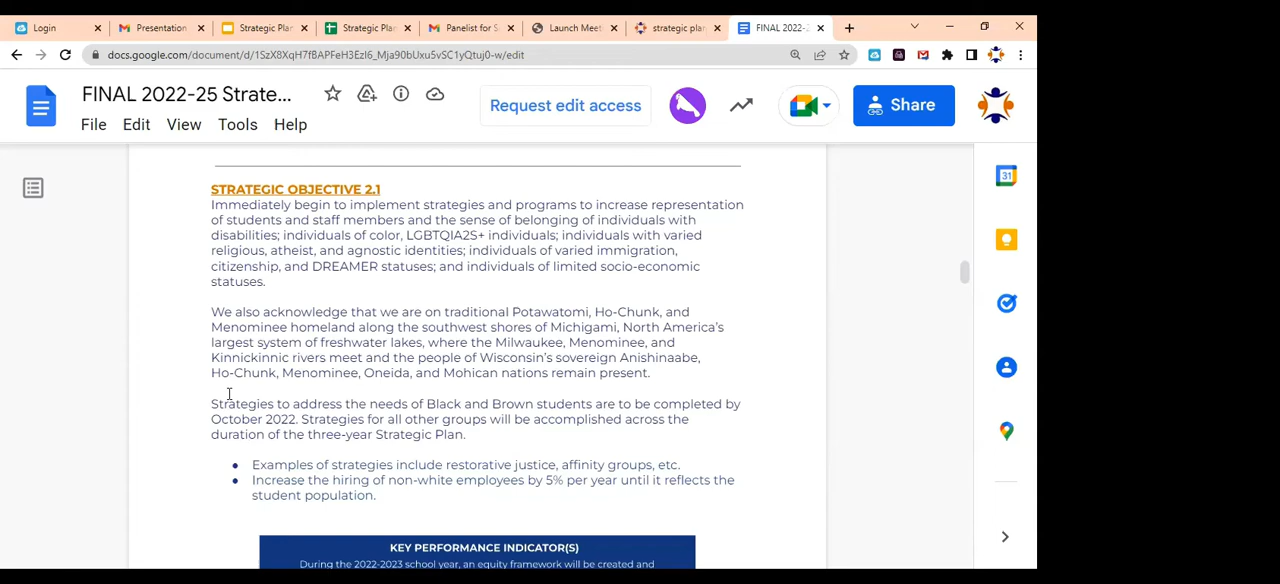 Login
Presentation
Strategic Plan
Strategic Plan
Panelist for S
Launch Meet
strategic plan
FINAL 2022-2
docs.google.com/document/d/1SzX8XqH7fBAPFeH3EzI6_Mja90bUxu5vSC1yQtuj0-w/edit
FINAL 2022-25 Strate...
Request edit access
Share
File Edit View Tools Help
31
STRATEGIC OBJECTIVE 2.1
Immediately begin to implement strategies and programs to increase representation
of students and staff members and the sense of belonging of individuals with
disabilities; individuals of color, LGBTQIA2S+ individuals; individuals with varied
religious, atheist, and agnostic identities; individuals of varied immigration,
citizenship, and DREAMER statuses; and individuals of limited socio-economic
statuses.
We also acknowledge that we are on traditional Potawatomi, Ho-Chunk, and
Menominee homeland along the southwest shores of Michigami, North America's
largest system of freshwater lakes, where the Milwaukee, Menominee, and
Kinnickinnic rivers meet and the people of Wisconsin's sovereign Anishinaabe,
Ho-Chunk, Menominee, Oneida, and Mohican nations remain present.
Strategies to address the needs of Black and Brown students are to be completed by
October 2022. Strategies for all other groups will be accomplished across the
duration of the three-year Strategic Plan.
● Examples of strategies include restorative justice, affinity groups, etc.
● Increase the hiring of non-white employees by 5% per year until it reflects the
student population.
KEY PERFORMANCE INDICATOR(S)
During the 2022-2023 school year, an equity framework will be created and